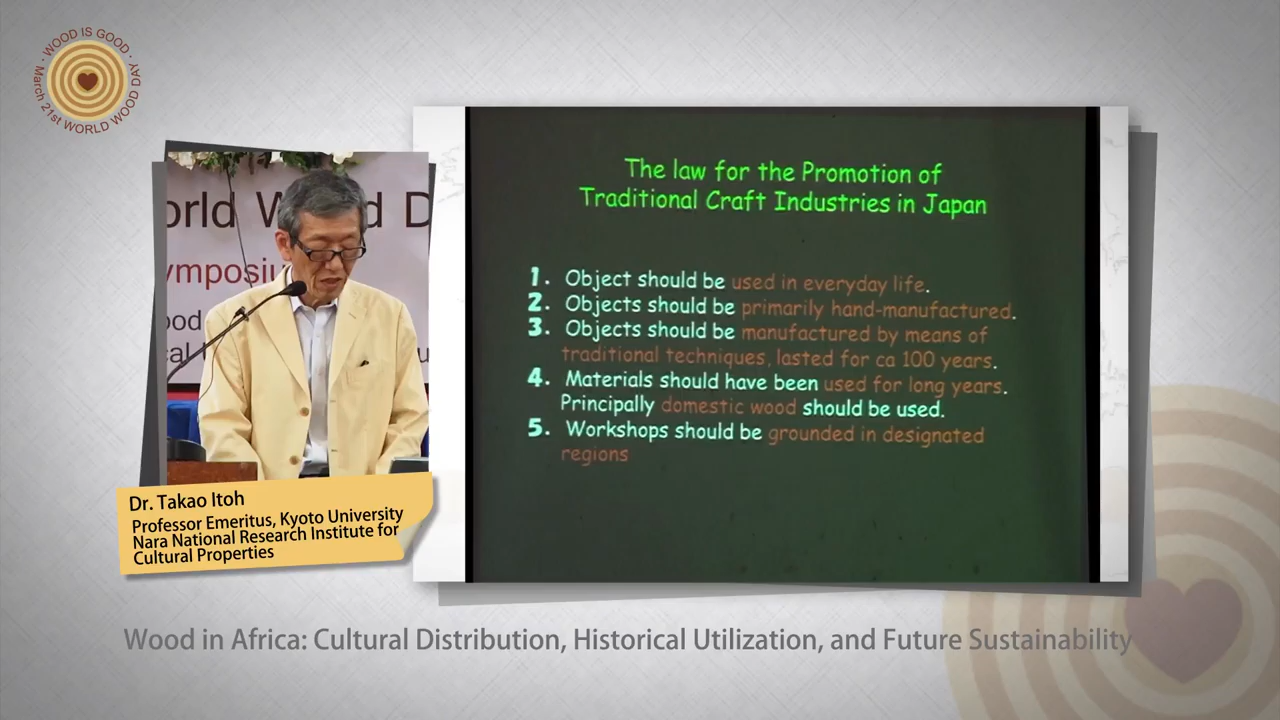 WOOD IS GOOD · March 21st WORLD WOOD DAY ·
orld W d D
ymposiu
ood
The law for the Promotion of
Traditional Craft Industries in Japan
1. Object should be used in everyday life.
2. Objects should be primarily hand-manufactured.
3. Objects should be manufactured by means of
traditional techniques, lasted for ca 100 years.
4. Materials should have been used for long years.
Principally domestic wood should be used.
5. Workshops should be grounded in designated
regions
Dr. Takao Itoh
Professor Emeritus, Kyoto University
Nara National Research Institute for
Cultural Properties
Wood in Africa: Cultural Distribution, Historical Utilization, and Future Sustainability